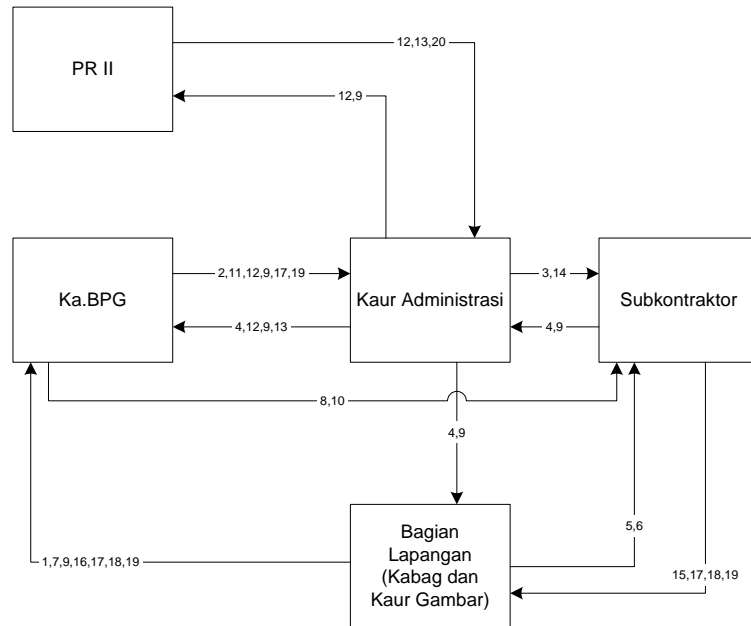 12,13,20
PR II
12,9
2,11,12,9,17,19
3,14
Ka.BPG
Kaur Administrasi
Subkontraktor
4,12,9,13
4,9
8,10
4,9
Bagian
Lapangan
(Kabag dan
Kaur Gambar)
5,6
1,7,9,16,17,18,19
15,17,18,19